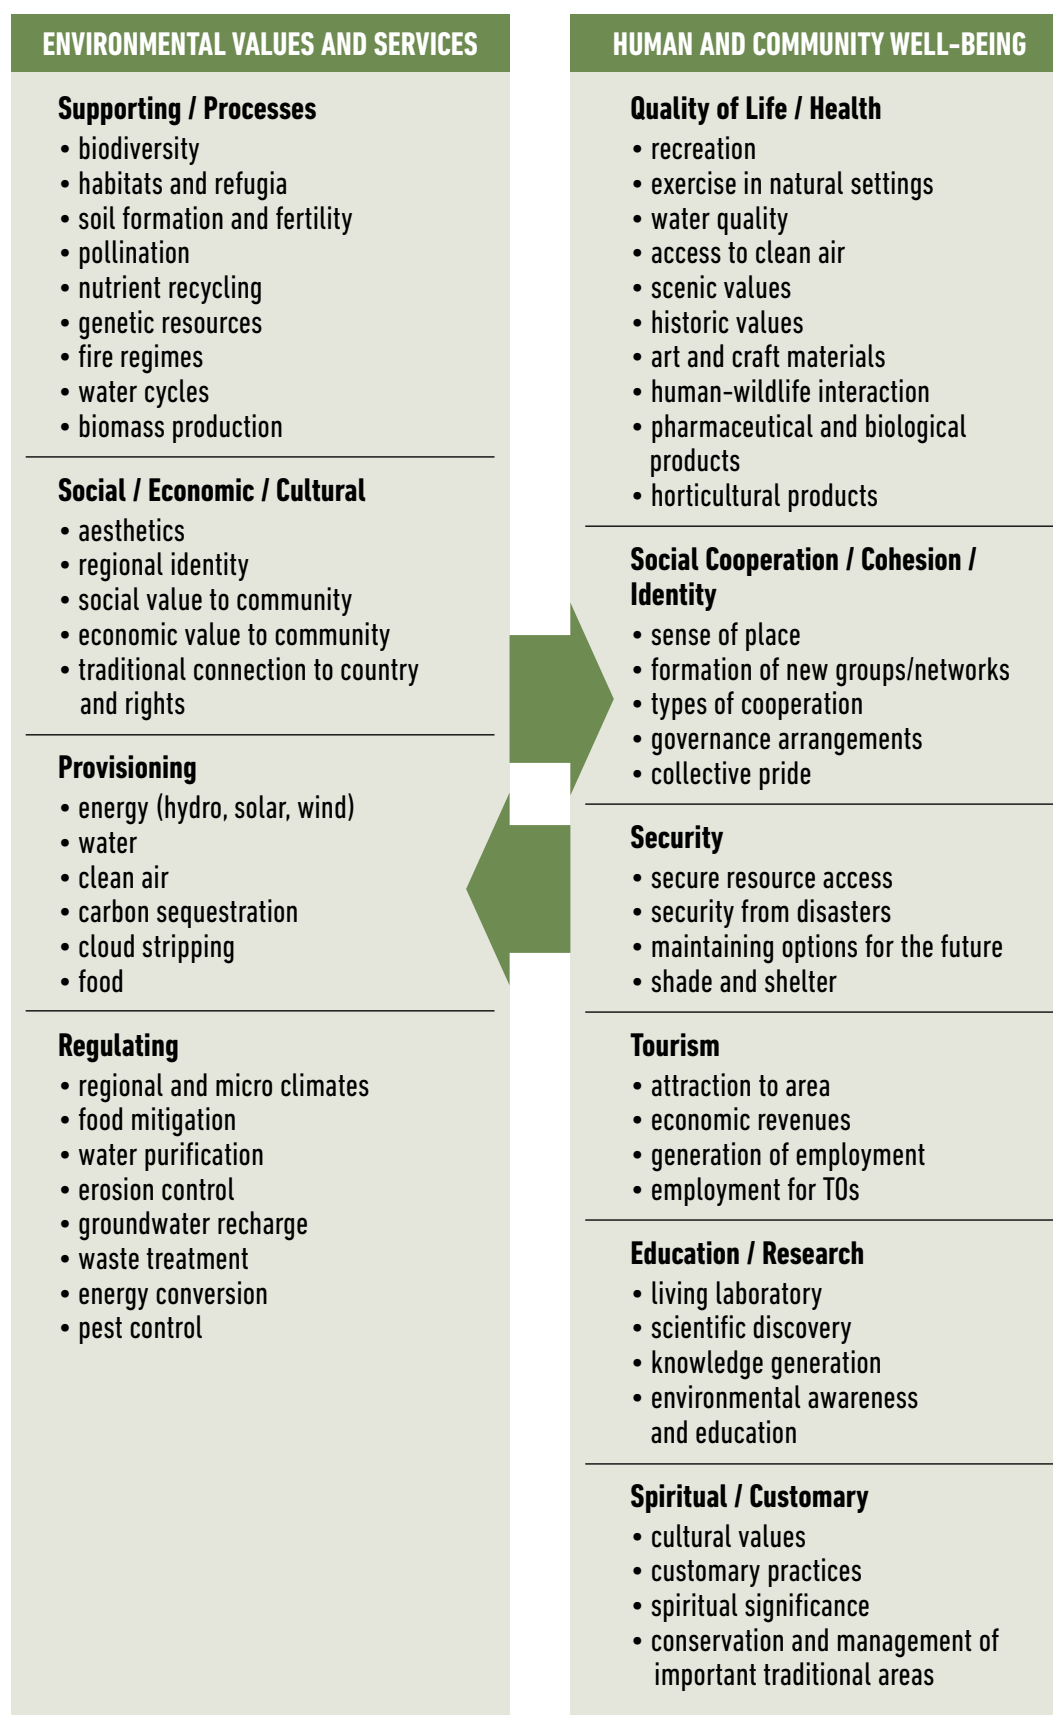 ENVIRONMENTAL VALUES AND SERVICES
Supporting / Processes
• biodiversity
• habitats and refugia
• soil formation and fertility
• pollination
• nutrient recycling
• genetic resources
• fire regimes
• water cycles
• biomass production
Social / Economic / Cultural
• aesthetics
• regional identity
• social value to community
• economic value to community
• traditional connection to country
and rights
Provisioning
• energy (hydro, solar, wind)
• water
• clean air
• carbon sequestration
• cloud stripping
• food
Regulating
• regional and micro climates
• food mitigation
• water purification
• erosion control
• groundwater recharge
• waste treatment
• energy conversion
• pest control
HUMAN AND COMMUNITY WELL-BEING
Quality of Life / Health
• recreation
• exercise in natural settings
• water quality
• access to clean air
• scenic values
• historic values
• art and craft materials
• human-wildlife interaction
• pharmaceutical and biological
products
• horticultural products
Social Cooperation / Cohesion /
Identity
• sense of place
• formation of new groups/networks
• types of cooperation
• governance arrangements
• collective pride
Security
• secure resource access
• security from disasters
• maintaining options for the future
• shade and shelter
Tourism
• attraction to area
• economic revenues
• generation of employment
• employment for TOs
Education / Research
• living laboratory
• scientific discovery
• knowledge generation
• environmental awareness
and education
Spiritual / Customary
• cultural values
• customary practices
• spiritual significance
• conservation and management of
important traditional areas